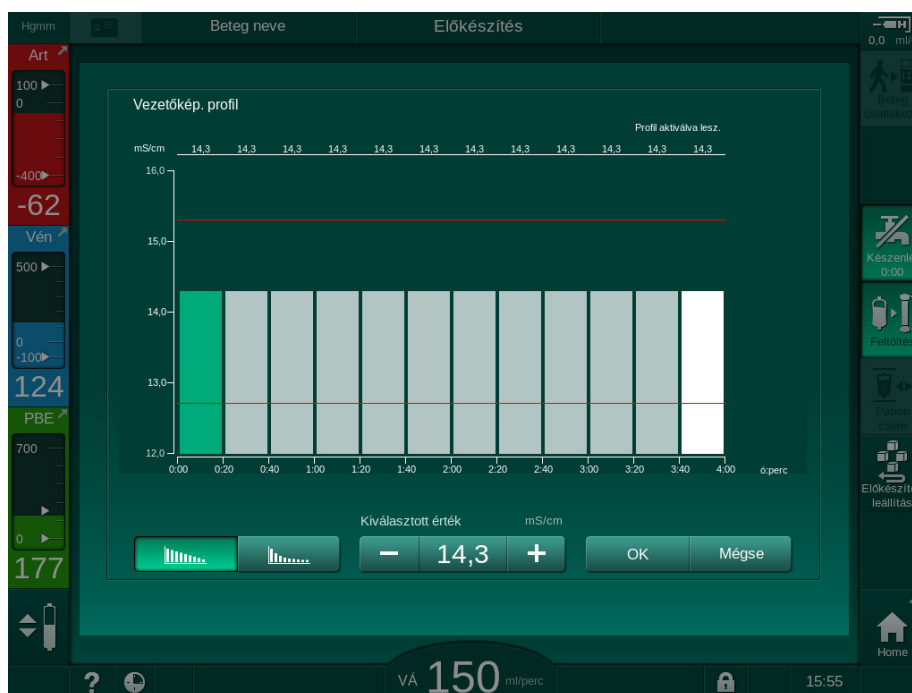 Hgmm
Beteg neve
Előkészítés
0,0 ml/
Art
100
0
-400
-62
Vén
500
0
-100
124
PBE
700
0
177
Vezetőkép. profil
Profil aktiválva lesz.
mS/cm 14,3 14,3 14,3 14,3 14,3 14,3 14,3 14,3 14,3 14,3 14,3 14,3
16,0
15,0
14,0
13,0
12,0
0:00 0:20 0:40 1:00 1:20 1:40 2:00 2:20 2:40 3:00 3:20 3:40 4:00 ó:perc
Kiválasztott érték mS/cm
14,3
OK
Mégse
Beteg
csatlakoz
Készenlé
0:00
Feltöltés
Patron
csere
Előkészíté
leállítás
Home
? VÁ 150 ml/perc 15:55